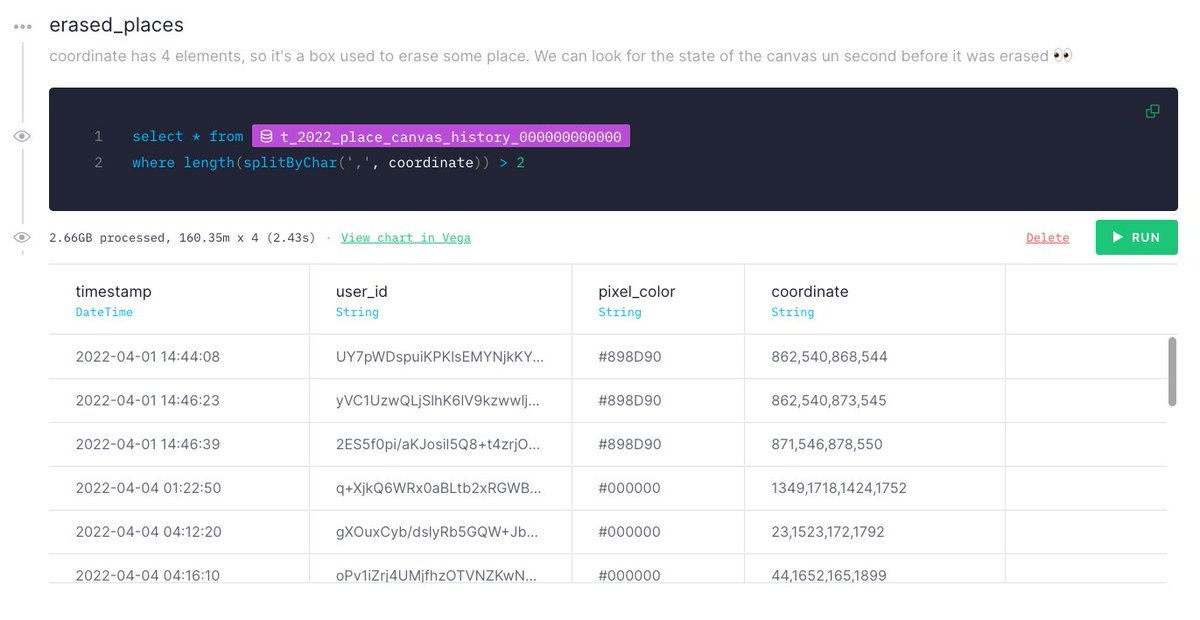 erased_places
coordinate has 4 elements, so it's a box used to erase some place. We can look for the state of the canvas un second before it was erased 👀
1 select * from t_2022_place_canvas_history_000000000000
2 where length(splitByChar(',', coordinate)) > 2
2.66GB processed, 160.35m x 4 (2.43s) · View chart in Vega Delete RUN
timestamp user_id pixel_color coordinate
DateTime String String String
2022-04-01 14:44:08 UY7pWDspuiKPKlsEMYNjkKY... #898D90 862,540,868,544
2022-04-01 14:46:23 yVC1UzwQLjSlhK6lV9kzwwlj... #898D90 862,540,873,545
2022-04-01 14:46:39 2ES5f0pi/aKJosil5Q8+t4zrjO... #898D90 871,546,878,550
2022-04-04 01:22:50 q+XjkQ6WRx0aBLtb2xRGWB... #000000 1349,1718,1424,1752
2022-04-04 04:12:20 gXOuxCyb/dslyRb5GQW+Jb... #000000 23,1523,172,1792
2022-04-04 04:16:10 oPv1iZrj4UMjfhzOTVNZKwN... #000000 44,1652,165,1899